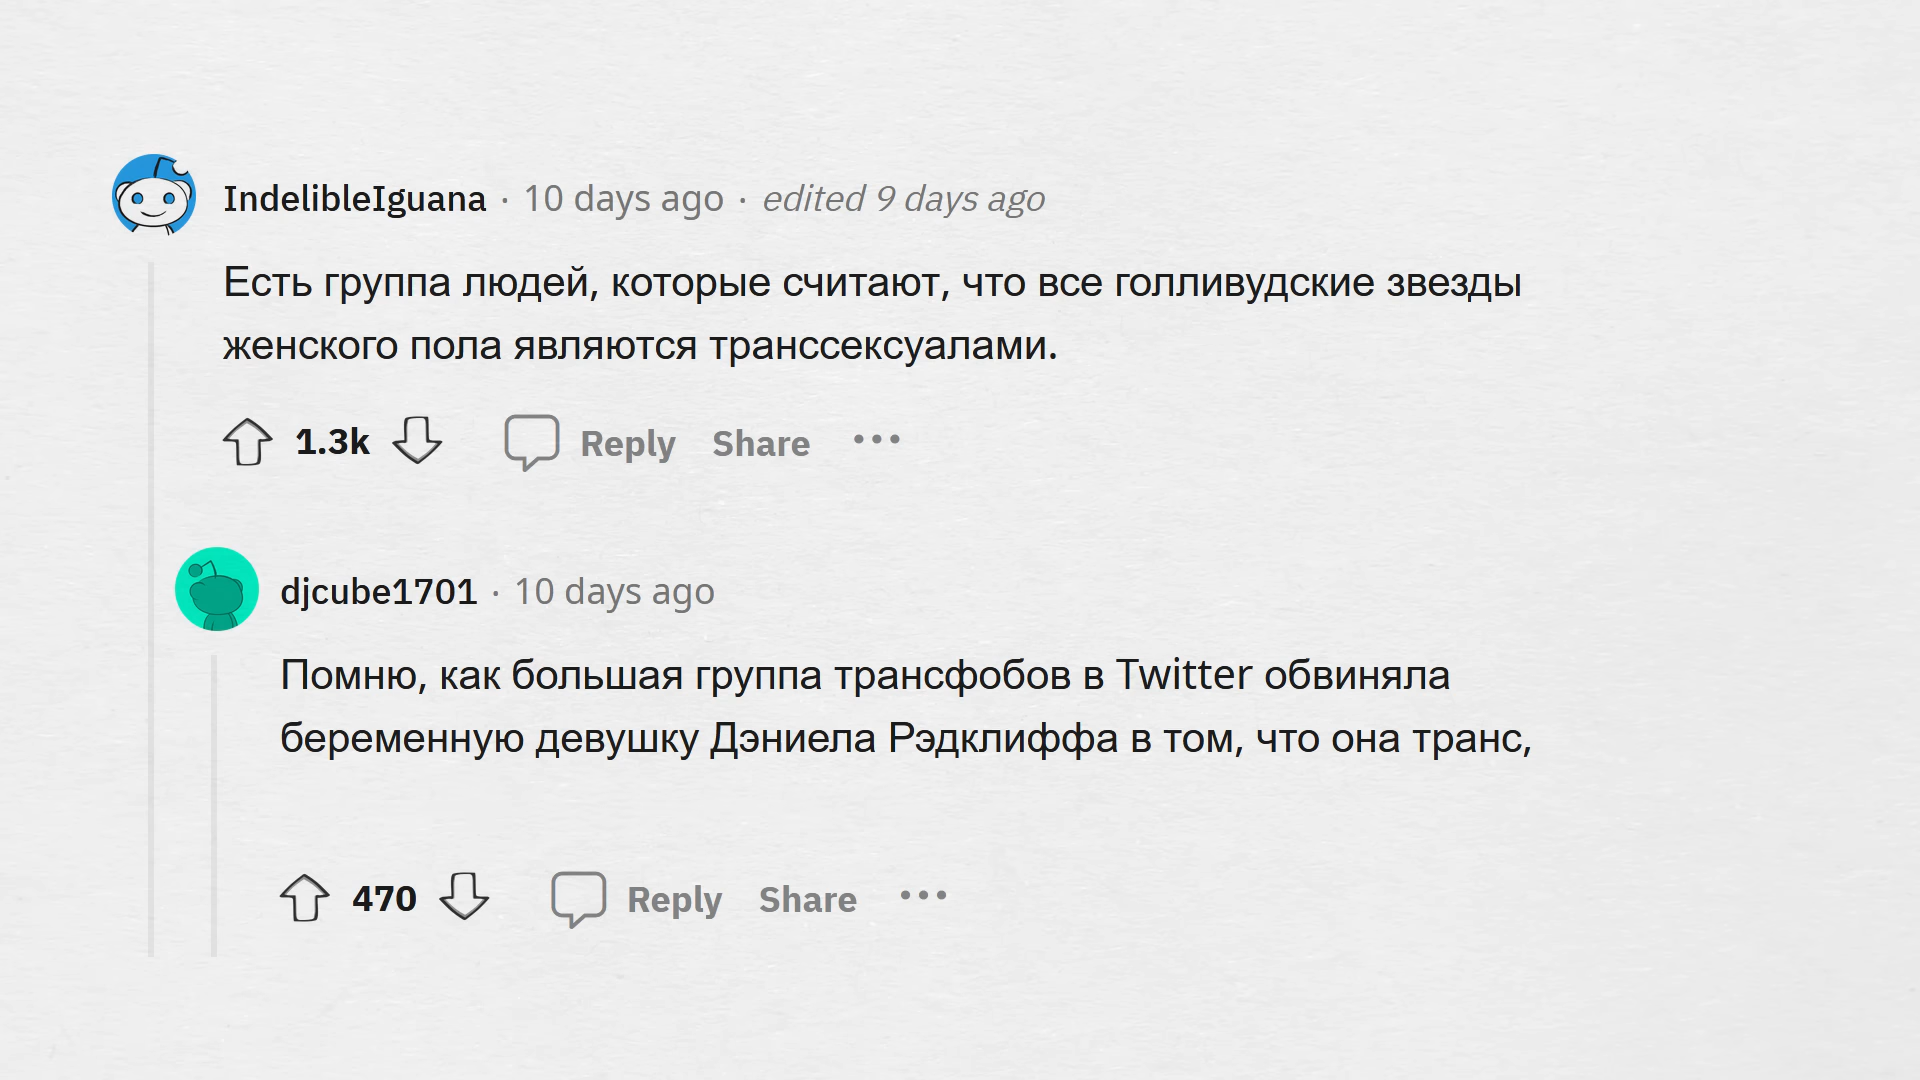 IndelibleIguana · 10 days ago · edited 9 days ago
Есть группа людей, которые считают, что все голливудские звезды
женского пола являются транссексуалами.
1.3k Reply Share •••
djcube1701 · 10 days ago
Помню, как большая группа трансфобов в Twitter обвиняла
беременную девушку Дэниела Рэдклиффа в том, что она транс,
470 Reply Share •••